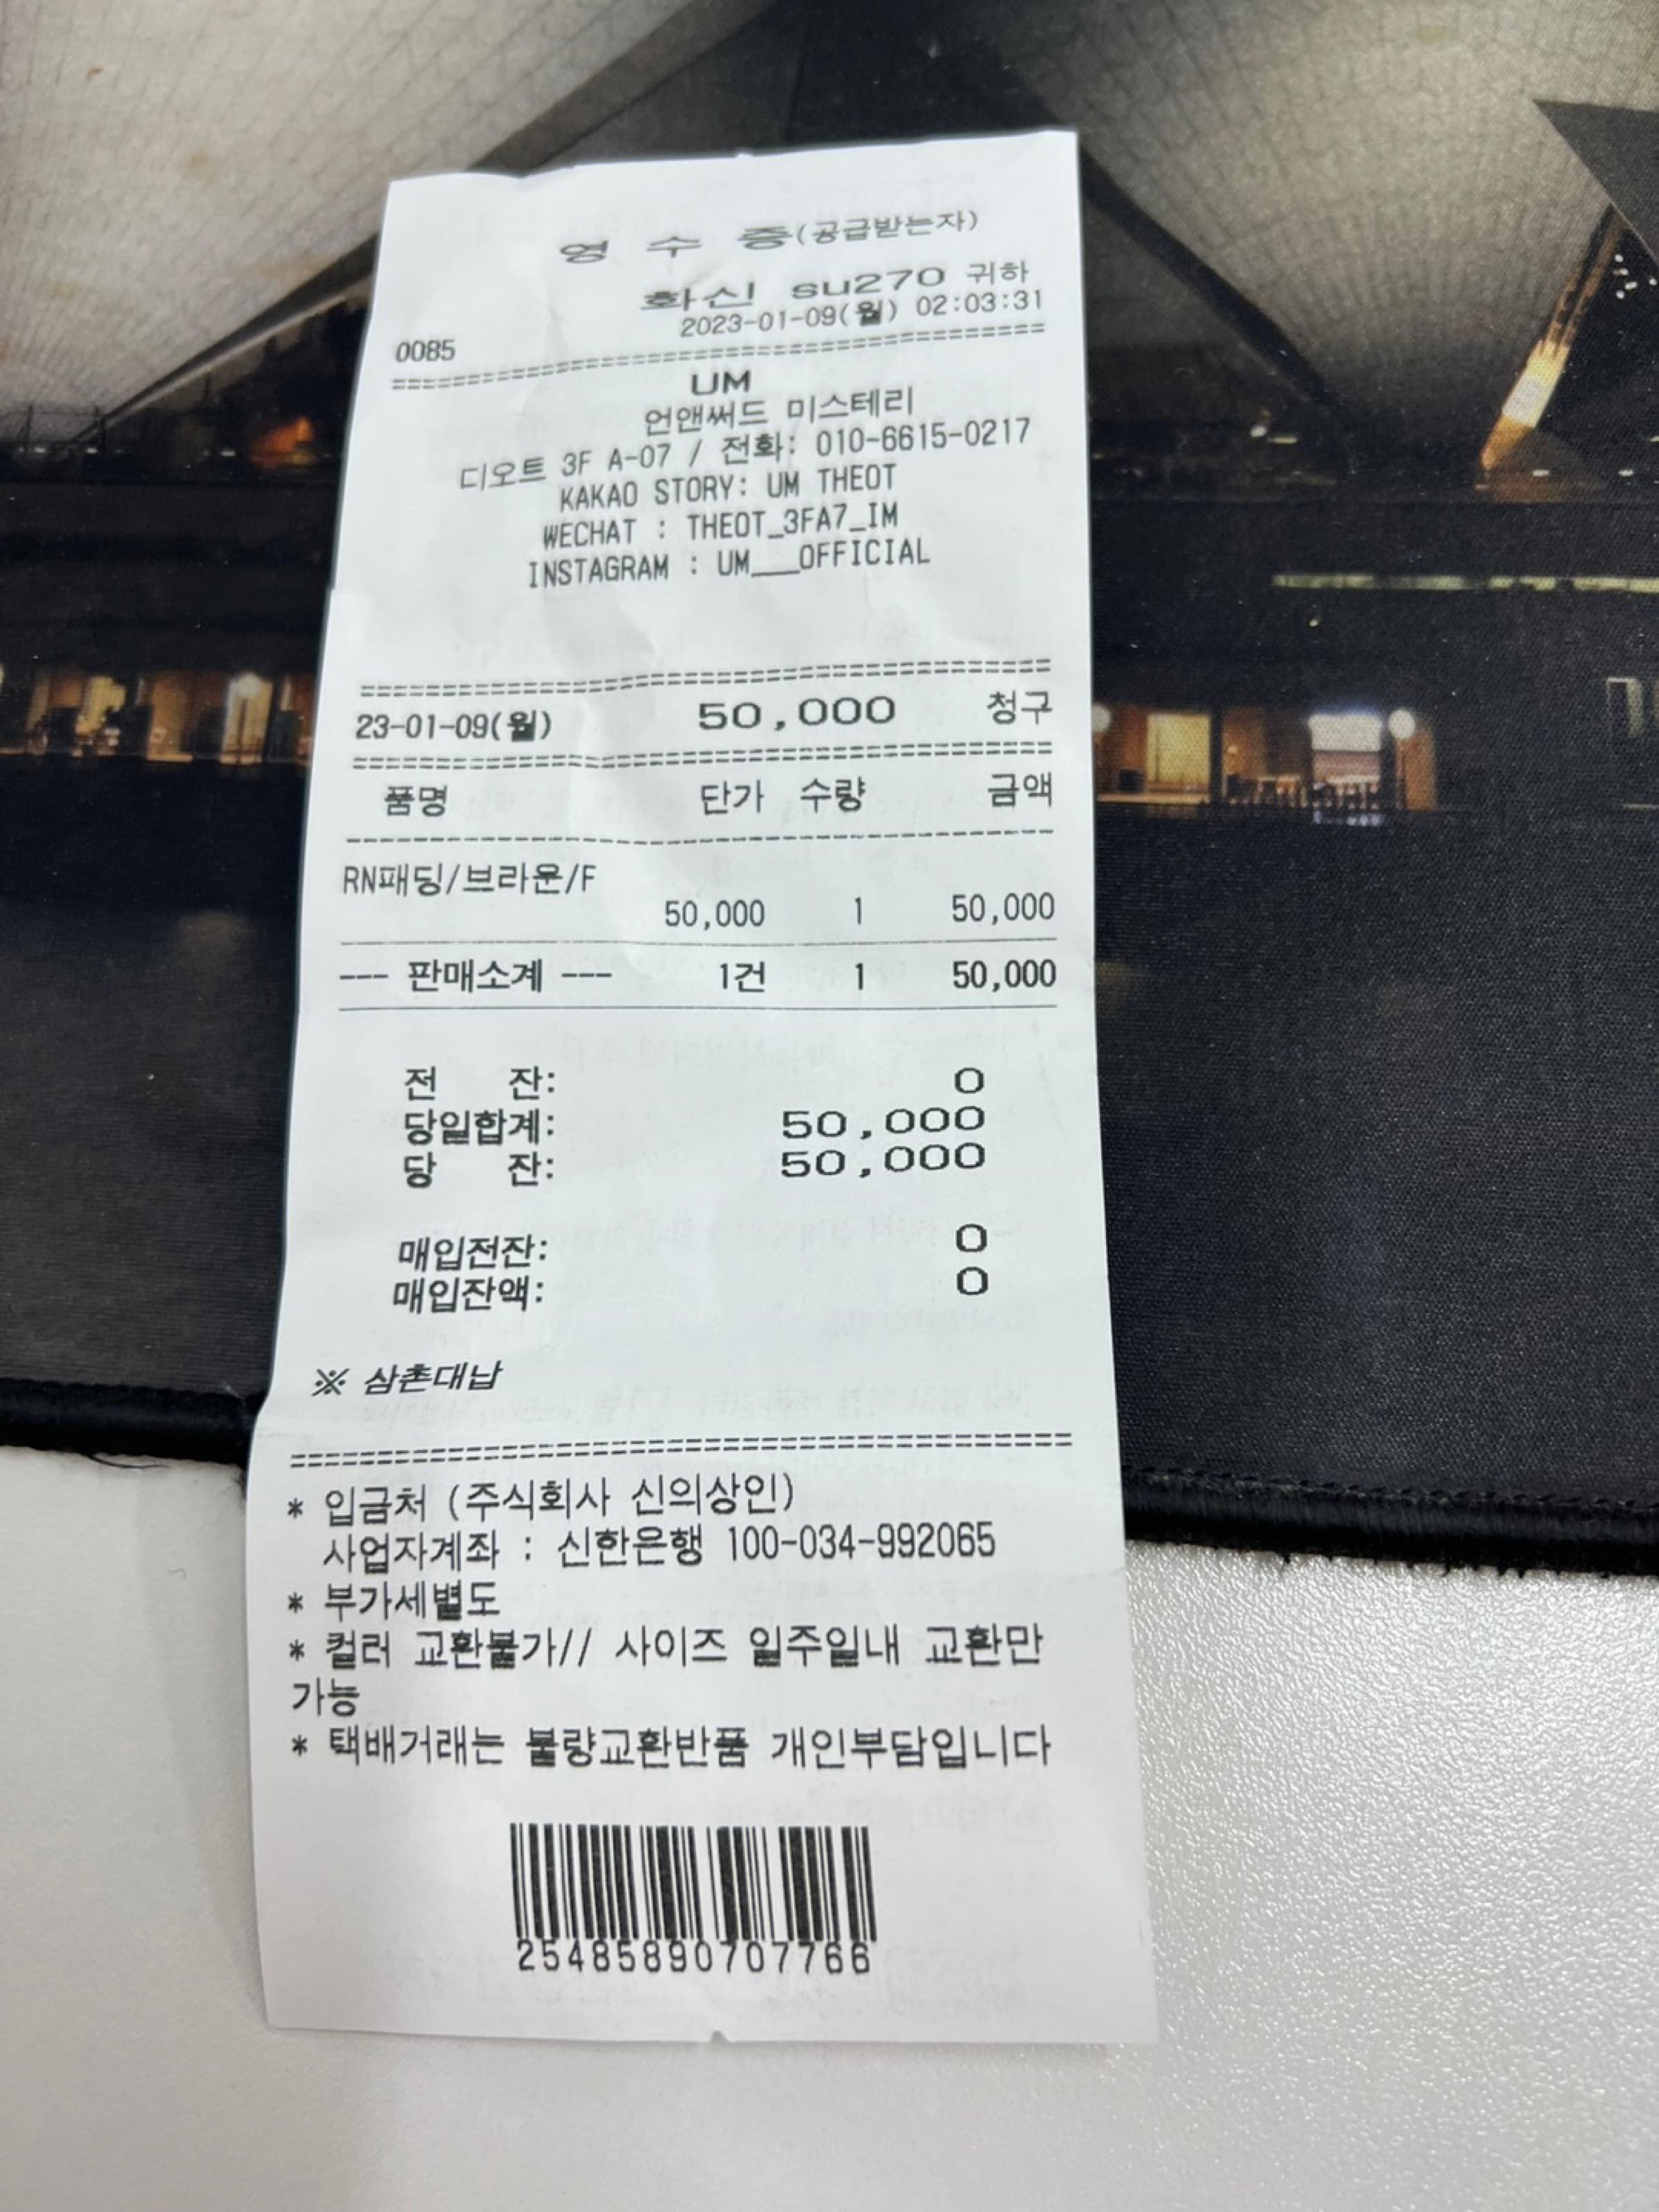 영 수 증(공급받는자)
화신 su270 귀하
2023-01-09(월) 02:03:31
0085
========================================
UM
언앤써드 미스테리
디오트 3F A-07 / 전화: 010-6615-0217
KAKAO STORY: UM THEOT
WECHAT : THEOT_3FA7_IM
INSTAGRAM : UM___OFFICIAL
========================================
23-01-09(월) 50,000 청구
========================================
품명 단가 수량 금액
----------------------------------------
RN패딩/브라운/F
50,000 1 50,000
--- 판매소계 --- 1건 1 50,000
전 잔: 0
당일합계: 50,000
당 잔: 50,000
매입전잔: 0
매입잔액: 0
※ 삼촌대납
========================================
* 입금처 (주식회사 신의상인)
사업자계좌 : 신한은행 100-034-992065
* 부가세별도
* 컬러 교환불가// 사이즈 일주일내 교환만
가능
* 택배거래는 불량교환반품 개인부담입니다
25485890707766